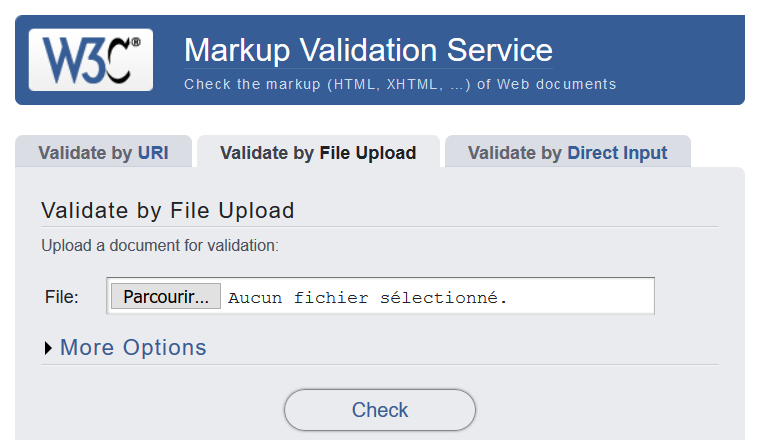 W3C®
Markup Validation Service
Check the markup (HTML, XHTML, …) of Web documents
Validate by URI
Validate by File Upload
Validate by Direct Input
Validate by File Upload
Upload a document for validation:
File: Parcourir... Aucun fichier sélectionné.
More Options
Check